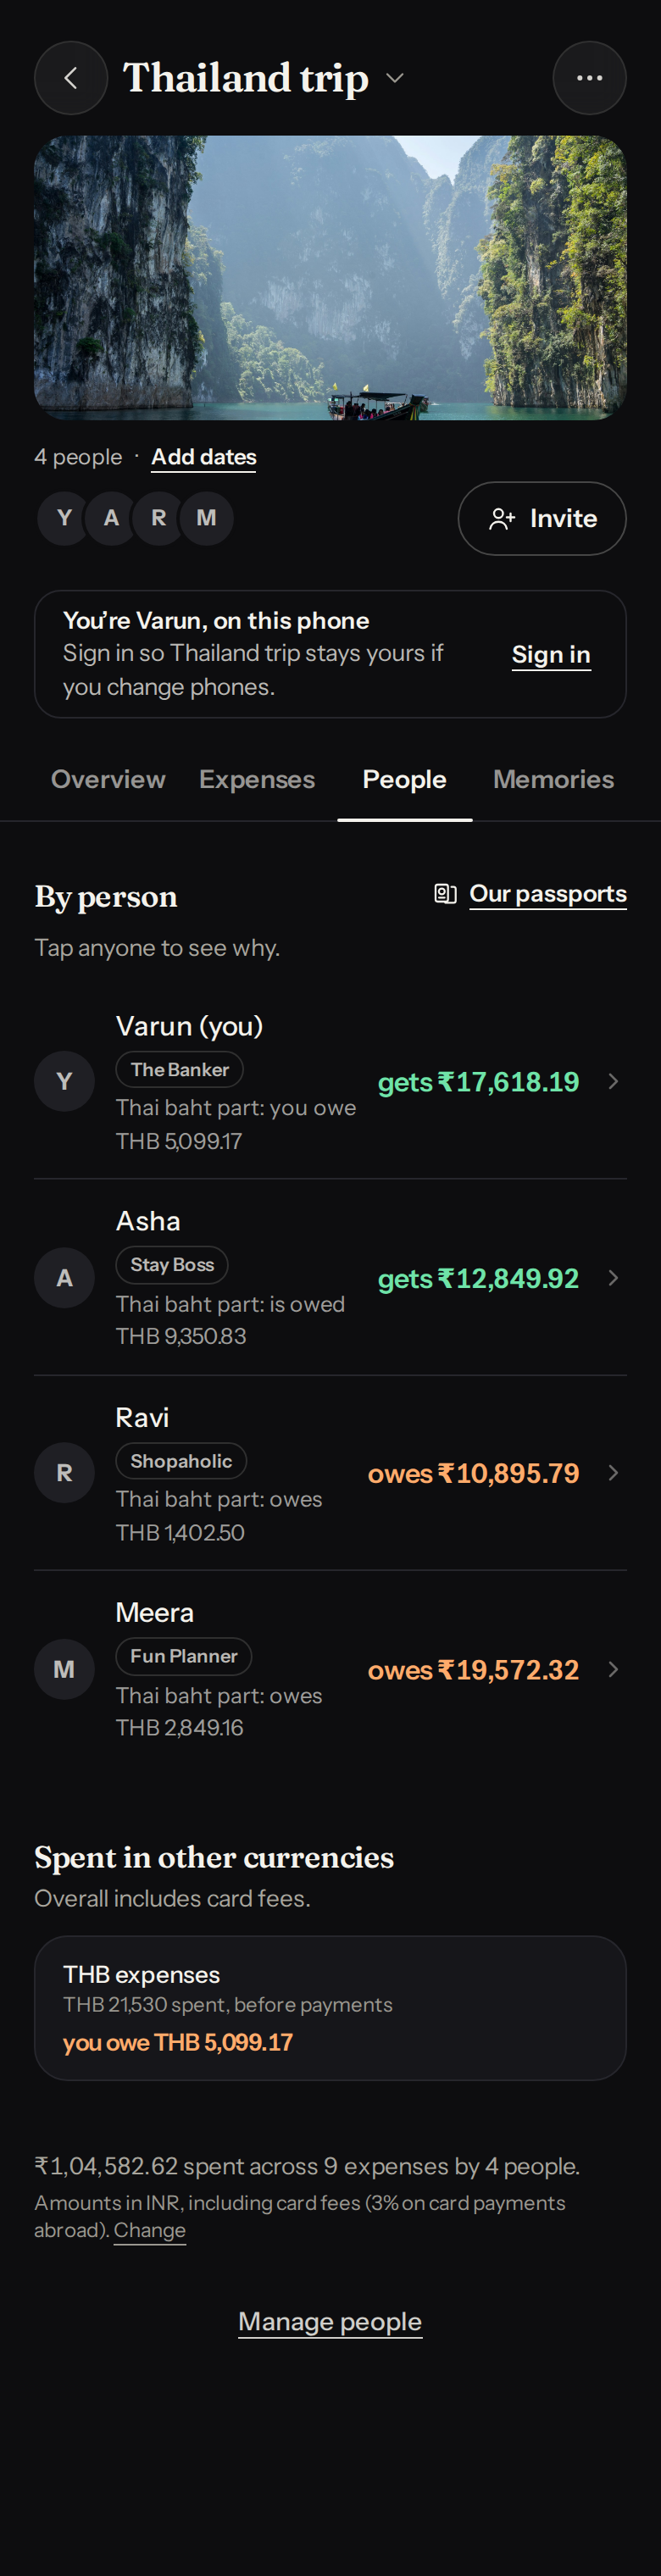 Thailand trip
4 people · Add dates
Y A R M
Invite
You’re Varun, on this phone
Sign in so Thailand trip stays yours if
you change phones.
Sign in
Overview Expenses People Memories
By person
Our passports
Tap anyone to see why.
Y
Varun (you)
The Banker
Thai baht part: you owe
THB 5,099.17
gets ₹17,618.19
A
Asha
Stay Boss
Thai baht part: is owed
THB 9,350.83
gets ₹12,849.92
R
Ravi
Shopaholic
Thai baht part: owes
THB 1,402.50
owes ₹10,895.79
M
Meera
Fun Planner
Thai baht part: owes
THB 2,849.16
owes ₹19,572.32
Spent in other currencies
Overall includes card fees.
THB expenses
THB 21,530 spent, before payments
you owe THB 5,099.17
₹1,04,582.62 spent across 9 expenses by 4 people.
Amounts in INR, including card fees (3% on card payments
abroad). Change
Manage people